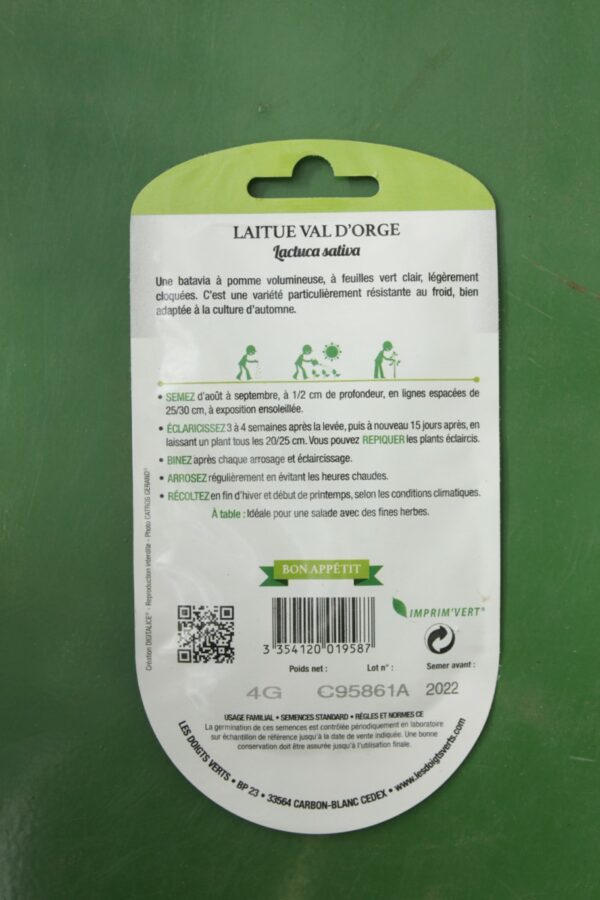 LAITUE VAL D'ORGE
Lactuca sativa
Une batavia à pomme volumineuse, à feuilles vert clair, légèrement
cloquées. C'est une variété particulièrement résistante au froid, bien
adaptée à la culture d'automne.
• SEMEZ d'août à septembre, à 1/2 cm de profondeur, en lignes espacées de
25/30 cm, à exposition ensoleillée.
• ÉCLARICISSEZ 3 à 4 semaines après la levée, puis à nouveau 15 jours après, en
laissant un plant tous les 20/25 cm. Vous pouvez REPIQUER les plants éclaircis.
• BINEZ après chaque arrosage et éclaircissage.
• ARROSEZ régulièrement en évitant les heures chaudes.
• RÉCOLTEZ en fin d'hiver et début de printemps, selon les conditions climatiques.
À table : Idéale pour une salade avec des fines herbes.
Création DIGITALICE® - Reproduction interdite - Photo CATROS GERAND®
BON APPÉTIT
IMPRIM'VERT®
3 354120 019587
Poids net : Lot n° : Semer avant :
4G C95861A 2022
USAGE FAMILIAL • SEMENCES STANDARD • RÈGLES ET NORMES CE
La germination de ces semences est contrôlée périodiquement en laboratoire
sur échantillon de référence jusqu'à la date de vente indiquée. Une bonne
conservation doit être assurée jusqu'à l'utilisation finale.
LES DOIGTS VERTS • BP 23 • 33564 CARBON-BLANC CEDEX • www.lesdoigtsverts.com